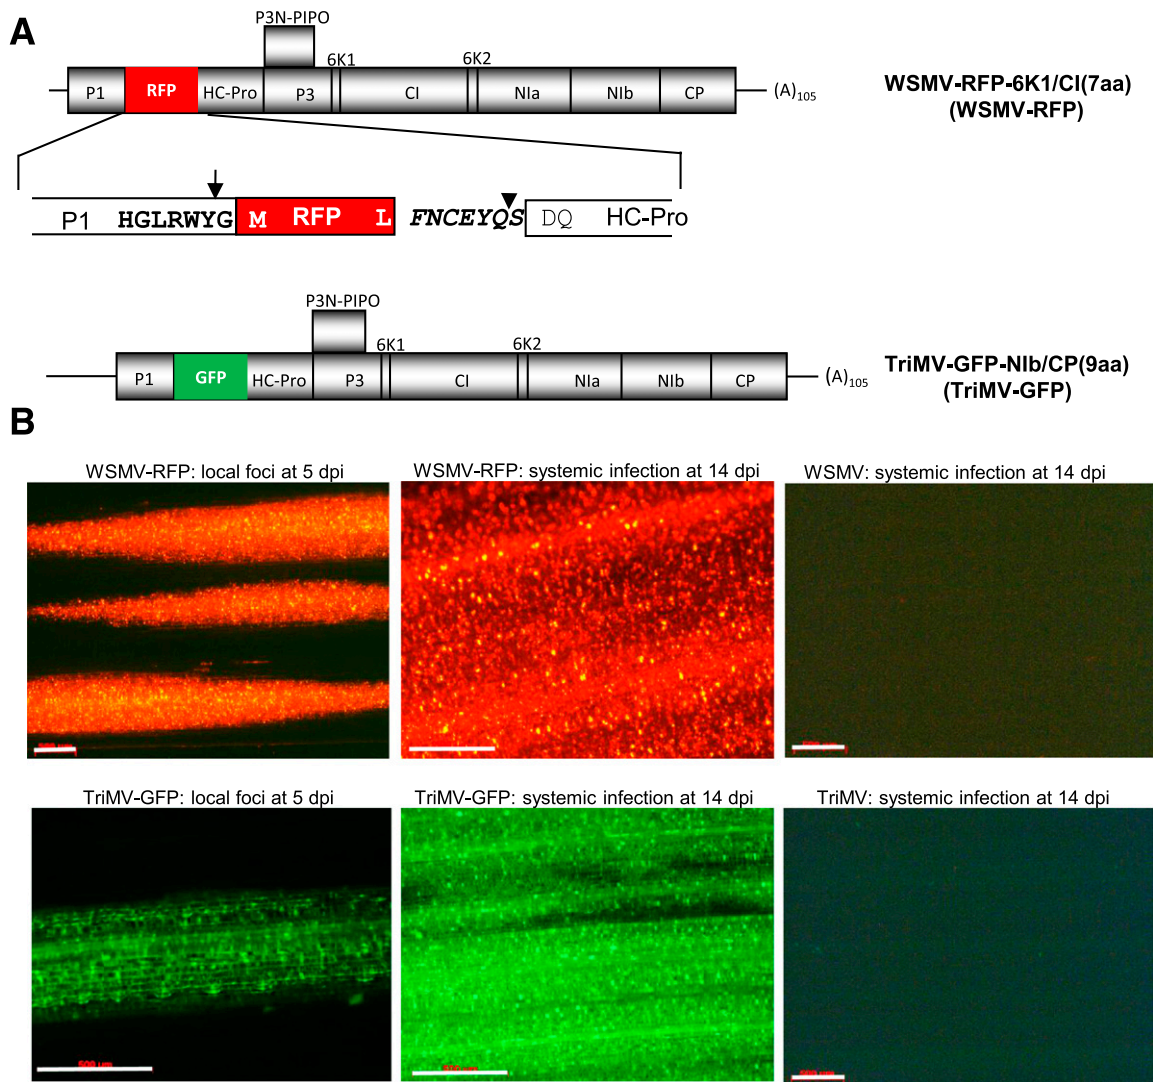 A
P3N-PIPO
6K1 6K2
P1 RFP HC-Pro P3 CI NIa NIb CP (A)105
WSMV-RFP-6K1/CI(7aa)
(WSMV-RFP)
P1 HGLRWYG M RFP L FNCEYQS DQ HC-Pro
P3N-PIPO
6K1 6K2
P1 GFP HC-Pro P3 CI NIa NIb CP (A)105
TriMV-GFP-NIb/CP(9aa)
(TriMV-GFP)
B
WSMV-RFP: local foci at 5 dpi
WSMV-RFP: systemic infection at 14 dpi
WSMV: systemic infection at 14 dpi
TriMV-GFP: local foci at 5 dpi
TriMV-GFP: systemic infection at 14 dpi
TriMV: systemic infection at 14 dpi
500 um